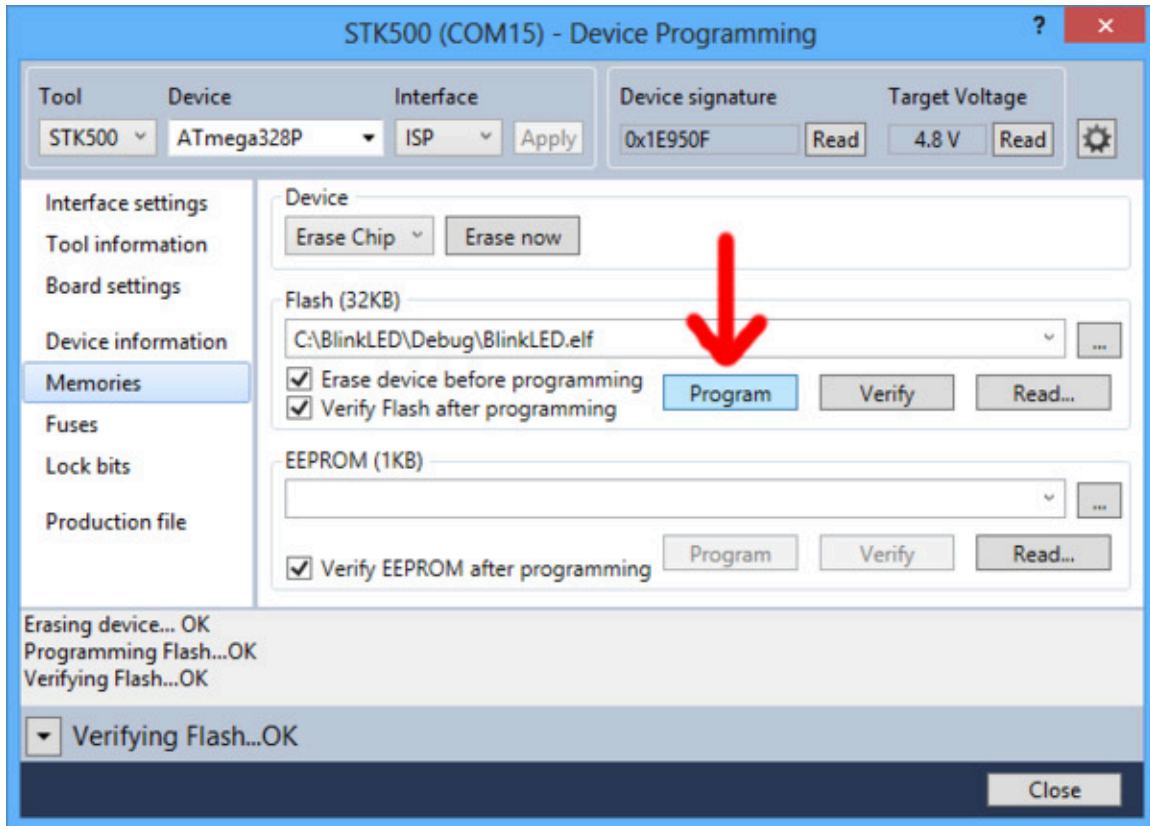 STK500 (COM15) - Device Programming
?
Tool Device Interface Device signature Target Voltage
STK500 ATmega328P ISP Apply 0x1E950F Read 4.8 V Read
Interface settings
Tool information
Board settings
Device information
Memories
Fuses
Lock bits
Production file
Device
Erase Chip Erase now
Flash (32KB)
C:\BlinkLED\Debug\BlinkLED.elf ...
Erase device before programming
Verify Flash after programming
Program Verify Read...
EEPROM (1KB)
...
Verify EEPROM after programming
Program Verify Read...
Erasing device... OK
Programming Flash...OK
Verifying Flash...OK
Verifying Flash...OK
Close